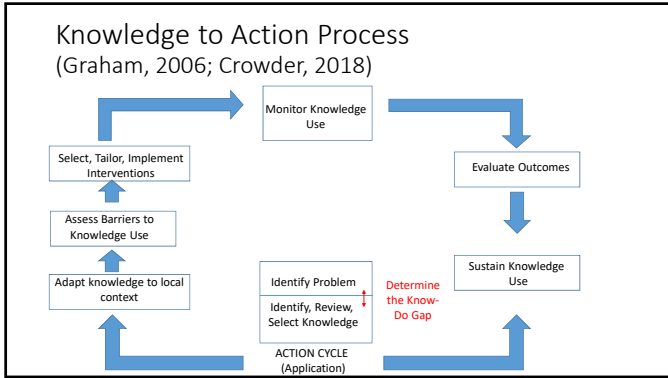 Knowledge to Action Process
(Graham, 2006; Crowder, 2018)
Monitor Knowledge
Use
Select, Tailor, Implement
Interventions
Evaluate Outcomes
Assess Barriers to
Knowledge Use
Adapt knowledge to local
context
Identify Problem
Identify, Review,
Select Knowledge
Determine
the Know-
Do Gap
Sustain Knowledge
Use
ACTION CYCLE
(Application)